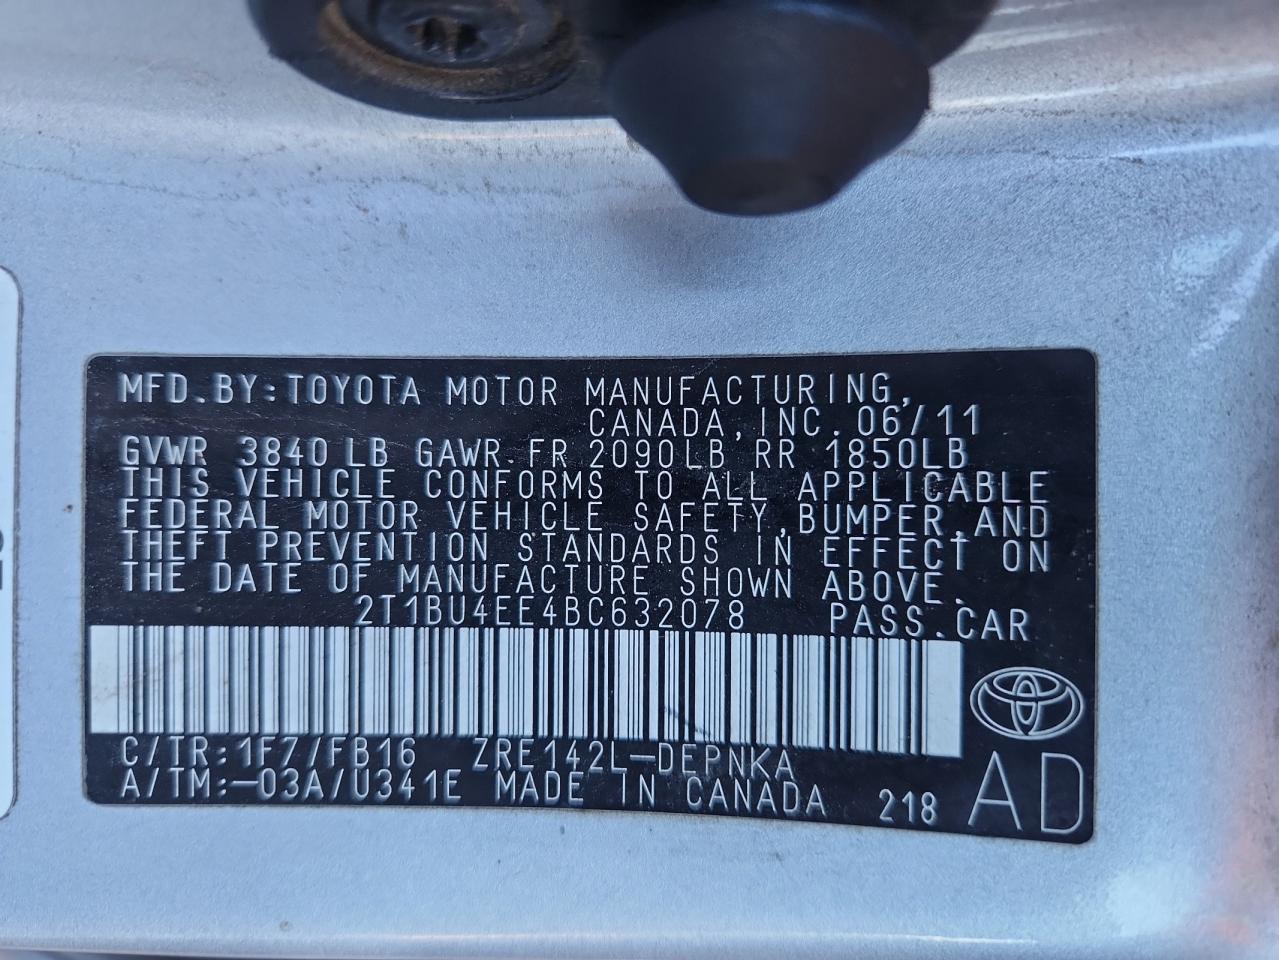 MFD.BY:TOYOTA MOTOR MANUFACTURING,
CANADA,INC.06/11
GVWR 3840LB GAWR FR 2090LB RR 1850LB
THIS VEHICLE CONFORMS TO ALL APPLICABLE
FEDERAL MOTOR VEHICLE SAFETY,BUMPER,AND
THEFT PREVENTION STANDARDS IN EFFECT ON
THE DATE OF MANUFACTURE SHOWN ABOVE.
2T1BU4EE4BC632078 PASS.CAR
C/TR:1F7/FB16 ZRE142L-DEPNKA
A/TM:-03A/U341E MADE IN CANADA 218 AD